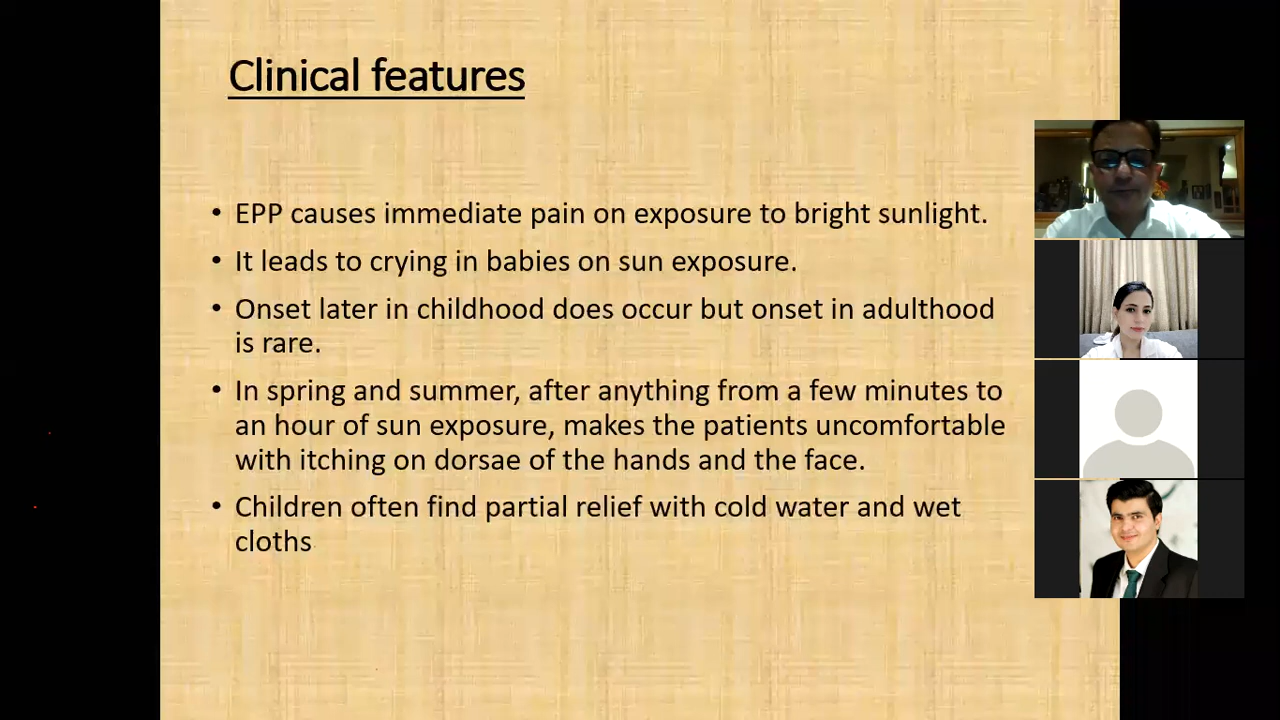 Clinical features
• EPP causes immediate pain on exposure to bright sunlight.
• It leads to crying in babies on sun exposure.
• Onset later in childhood does occur but onset in adulthood
is rare.
• In spring and summer, after anything from a few minutes to
an hour of sun exposure, makes the patients uncomfortable
with itching on dorsae of the hands and the face.
• Children often find partial relief with cold water and wet
cloths